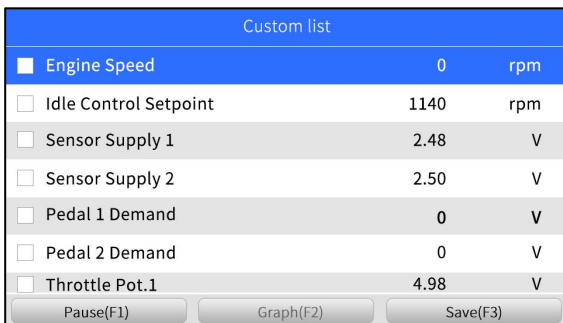 Custom list
Engine Speed 0 rpm
Idle Control Setpoint 1140 rpm
Sensor Supply 1 2.48 V
Sensor Supply 2 2.50 V
Pedal 1 Demand 0 V
Pedal 2 Demand 0 V
Throttle Pot.1 4.98 V
Pause(F1) Graph(F2) Save(F3)